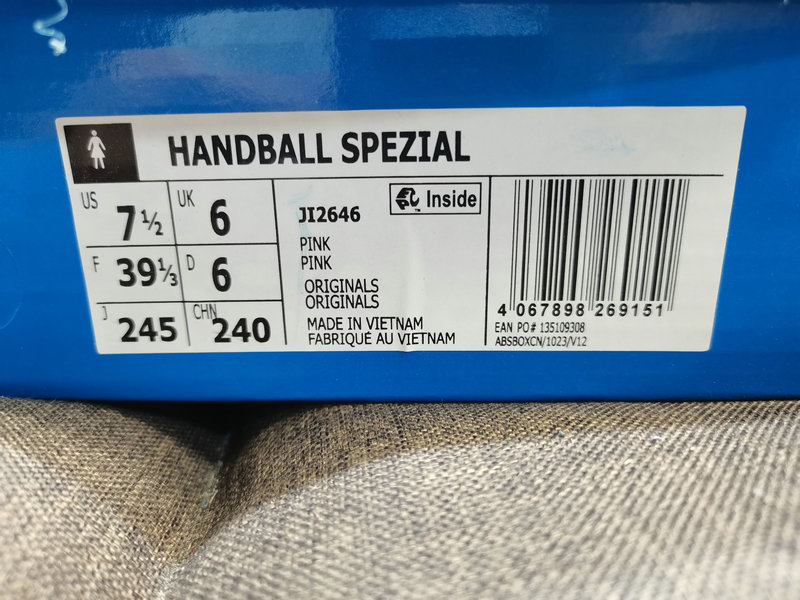 HANDBALL SPEZIAL
US 7½ UK 6
F 39⅓ D 6
J 245 CHN 240
JI2646 ™ Inside
PINK
PINK
ORIGINALS
ORIGINALS
MADE IN VIETNAM
FABRIQUÉ AU VIETNAM
4 067898 269151
EAN PO# 135109308
ABSBOXCN/1023/V12